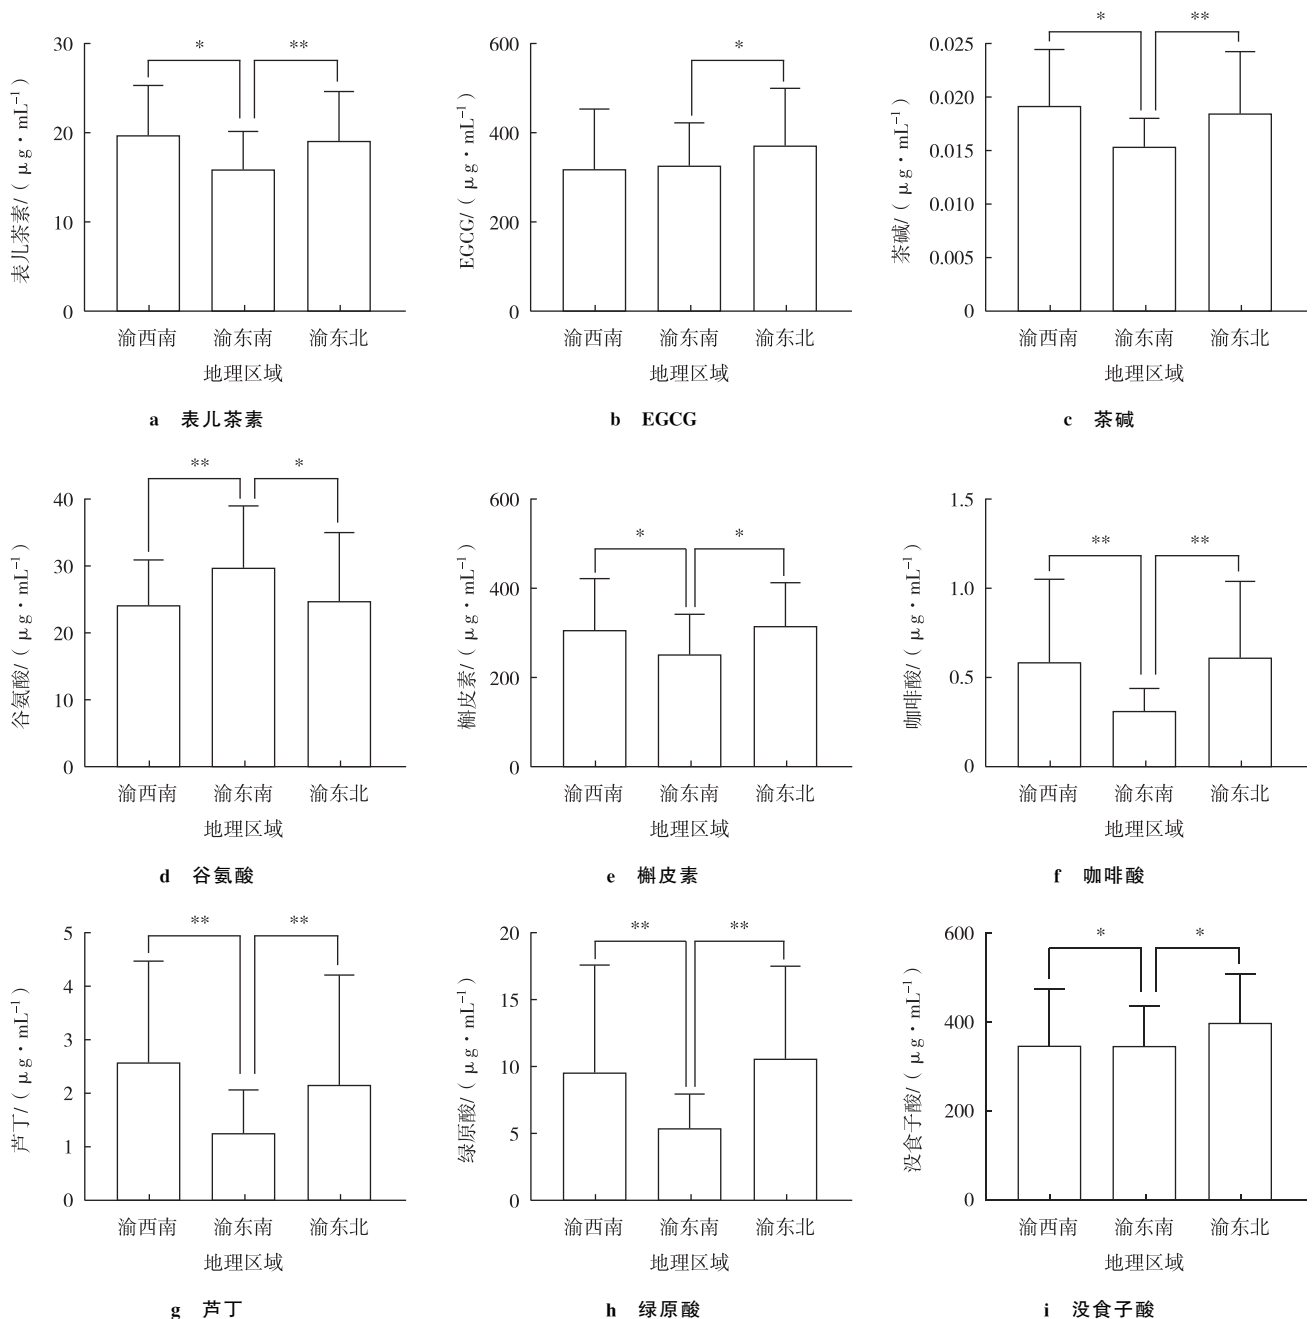 * **
30
20
10
0
表儿茶素/( μg·mL⁻¹)
渝西南 渝东南 渝东北
地理区域
a 表儿茶素
*
600
400
200
0
EGCG/( μg·mL⁻¹)
渝西南 渝东南 渝东北
地理区域
b EGCG
* **
0.025
0.020
0.015
0.010
0.005
0
茶碱/( μg·mL⁻¹)
渝西南 渝东南 渝东北
地理区域
c 茶碱
** *
40
30
20
10
0
谷氨酸/( μg·mL⁻¹)
渝西南 渝东南 渝东北
地理区域
d 谷氨酸
* *
600
400
200
0
槲皮素/( μg·mL⁻¹)
渝西南 渝东南 渝东北
地理区域
e 槲皮素
** **
1.5
1.0
0.5
0
咖啡酸/( μg·mL⁻¹)
渝西南 渝东南 渝东北
地理区域
f 咖啡酸
** **
5
4
3
2
1
0
芦丁/( μg·mL⁻¹)
渝西南 渝东南 渝东北
地理区域
g 芦丁
** **
20
15
10
5
0
绿原酸/( μg·mL⁻¹)
渝西南 渝东南 渝东北
地理区域
h 绿原酸
* *
600
400
200
0
没食子酸/( μg·mL⁻¹)
渝西南 渝东南 渝东北
地理区域
i 没食子酸